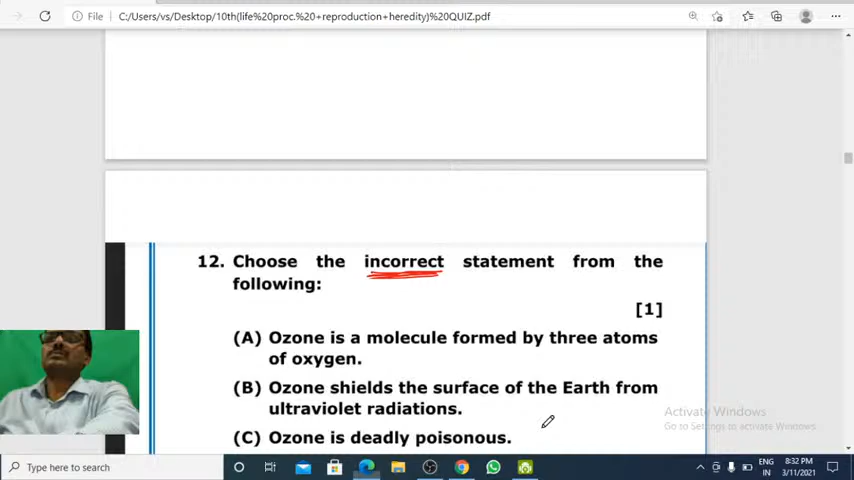 File
C:/Users/vs/Desktop/10th(life%20proc.%20+reproduction+heredity)%20QUIZ.pdf
12. Choose the incorrect statement from the
following:
[1]
(A) Ozone is a molecule formed by three atoms
of oxygen.
(B) Ozone shields the surface of the Earth from
ultraviolet radiations.
(C) Ozone is deadly poisonous.
Activate Windows
Go to Settings to activate Windows.
Type here to search
ENG
IN
8:32 PM
3/11/2021